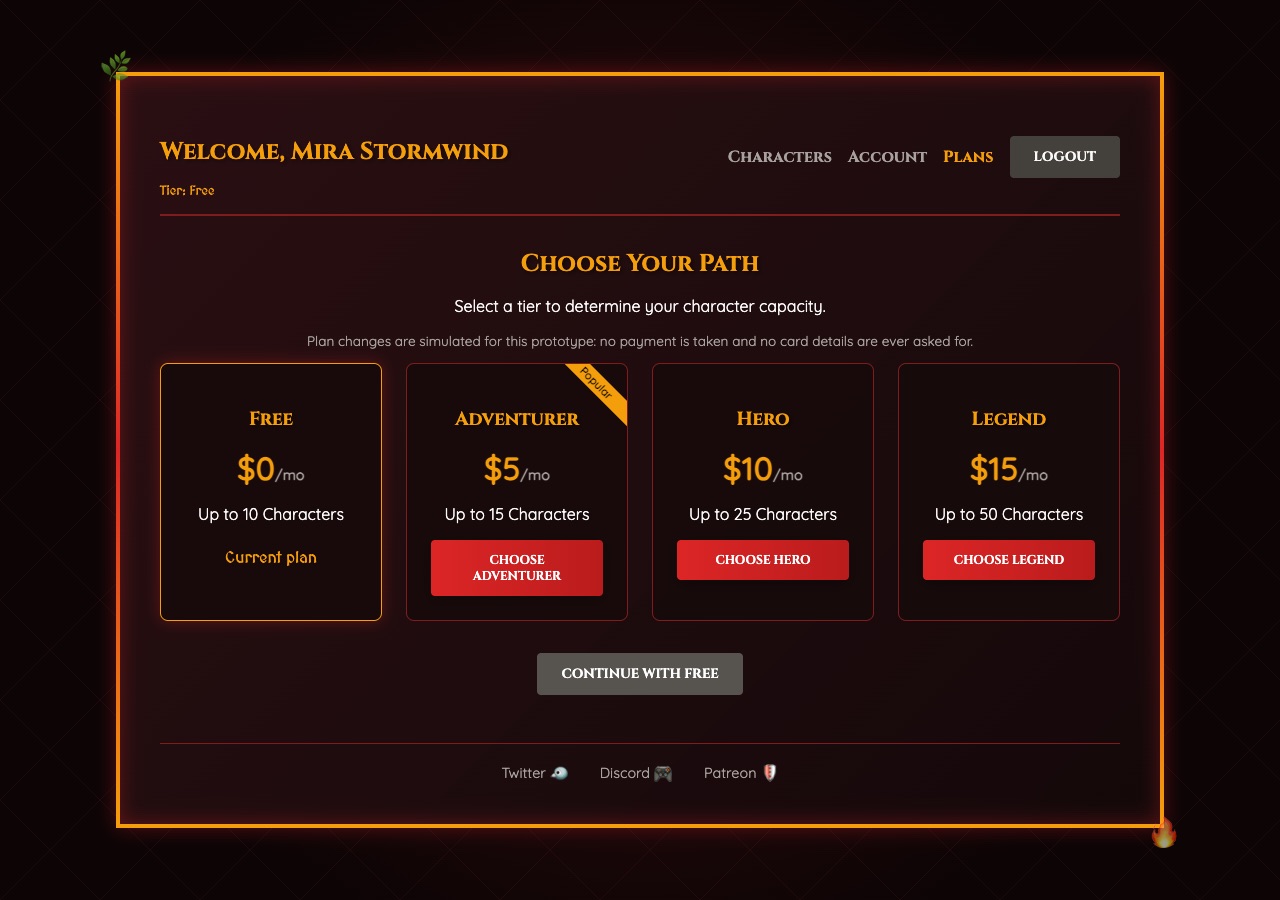 Welcome, Mira Stormwind
Characters Account Plans LOGOUT
Tier: Free
Choose Your Path
Select a tier to determine your character capacity.
Plan changes are simulated for this prototype: no payment is taken and no card details are ever asked for.
Free
$0/mo
Up to 10 Characters
Current plan
Popular
Adventurer
$5/mo
Up to 15 Characters
CHOOSE
ADVENTURER
Hero
$10/mo
Up to 25 Characters
CHOOSE HERO
Legend
$15/mo
Up to 50 Characters
CHOOSE LEGEND
CONTINUE WITH FREE
Twitter Discord Patreon